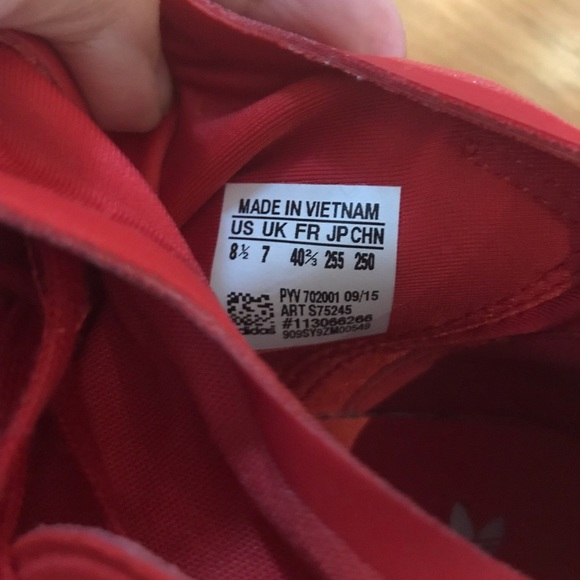 MADE IN VIETNAM
US UK FR JP CHN
8½ 7 40⅔ 255 250
PYV 702001 09/15
ART S75245
#113066266
adidas 909SY9ZM00549